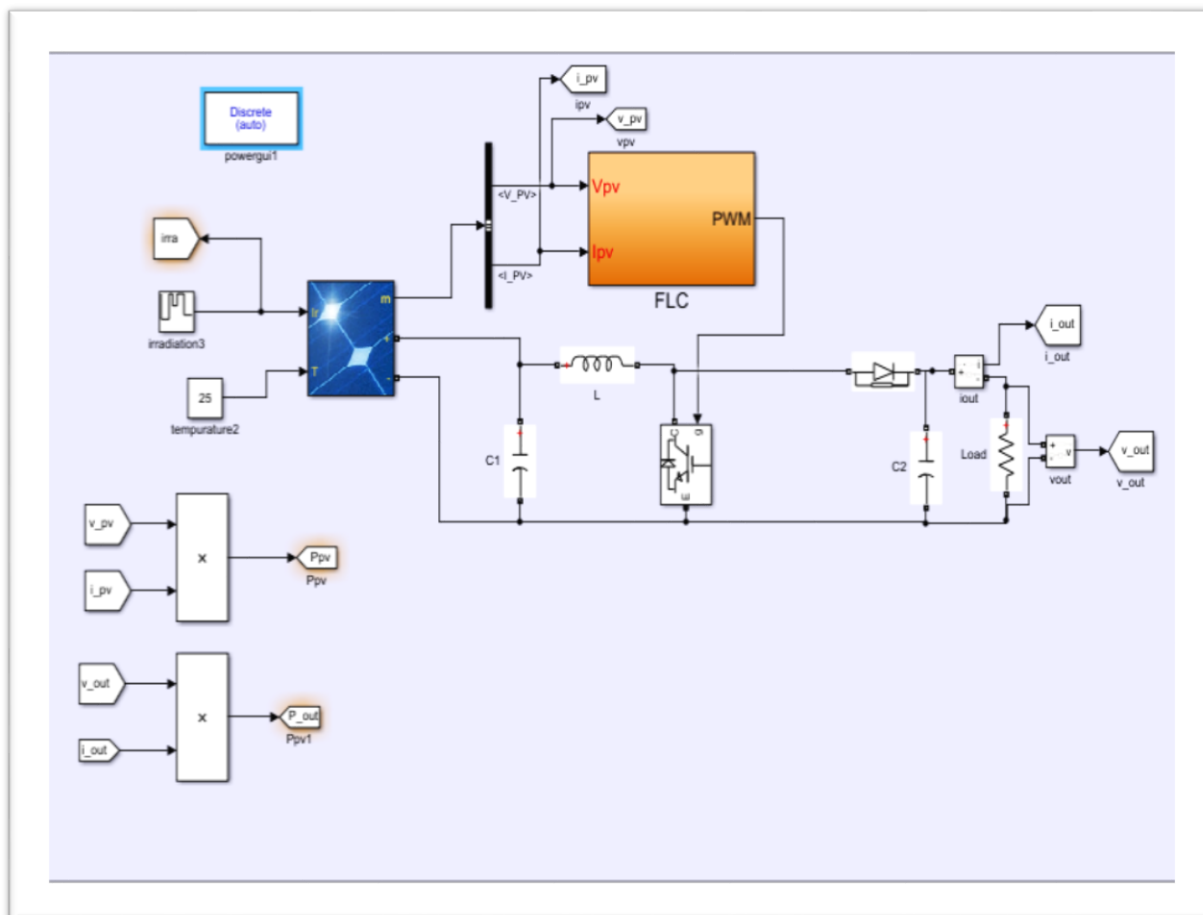 Discrete
(auto)
powergui1
i_pv
ipv
v_pv
vpv
<V_PV>
<I_PV>
Vpv
Ipv
PWM
FLC
irra
irradiation3
Ir
T
m
+
-
25
tempurature2
+
L
+
C1
g
C
E
+
C2
i
+
-
iout
i_out
i_out
+
Load
+
-
v
vout
v_out
v_out
v_pv
i_pv
×
Ppv
Ppv
v_out
i_out
×
P_out
Ppv1